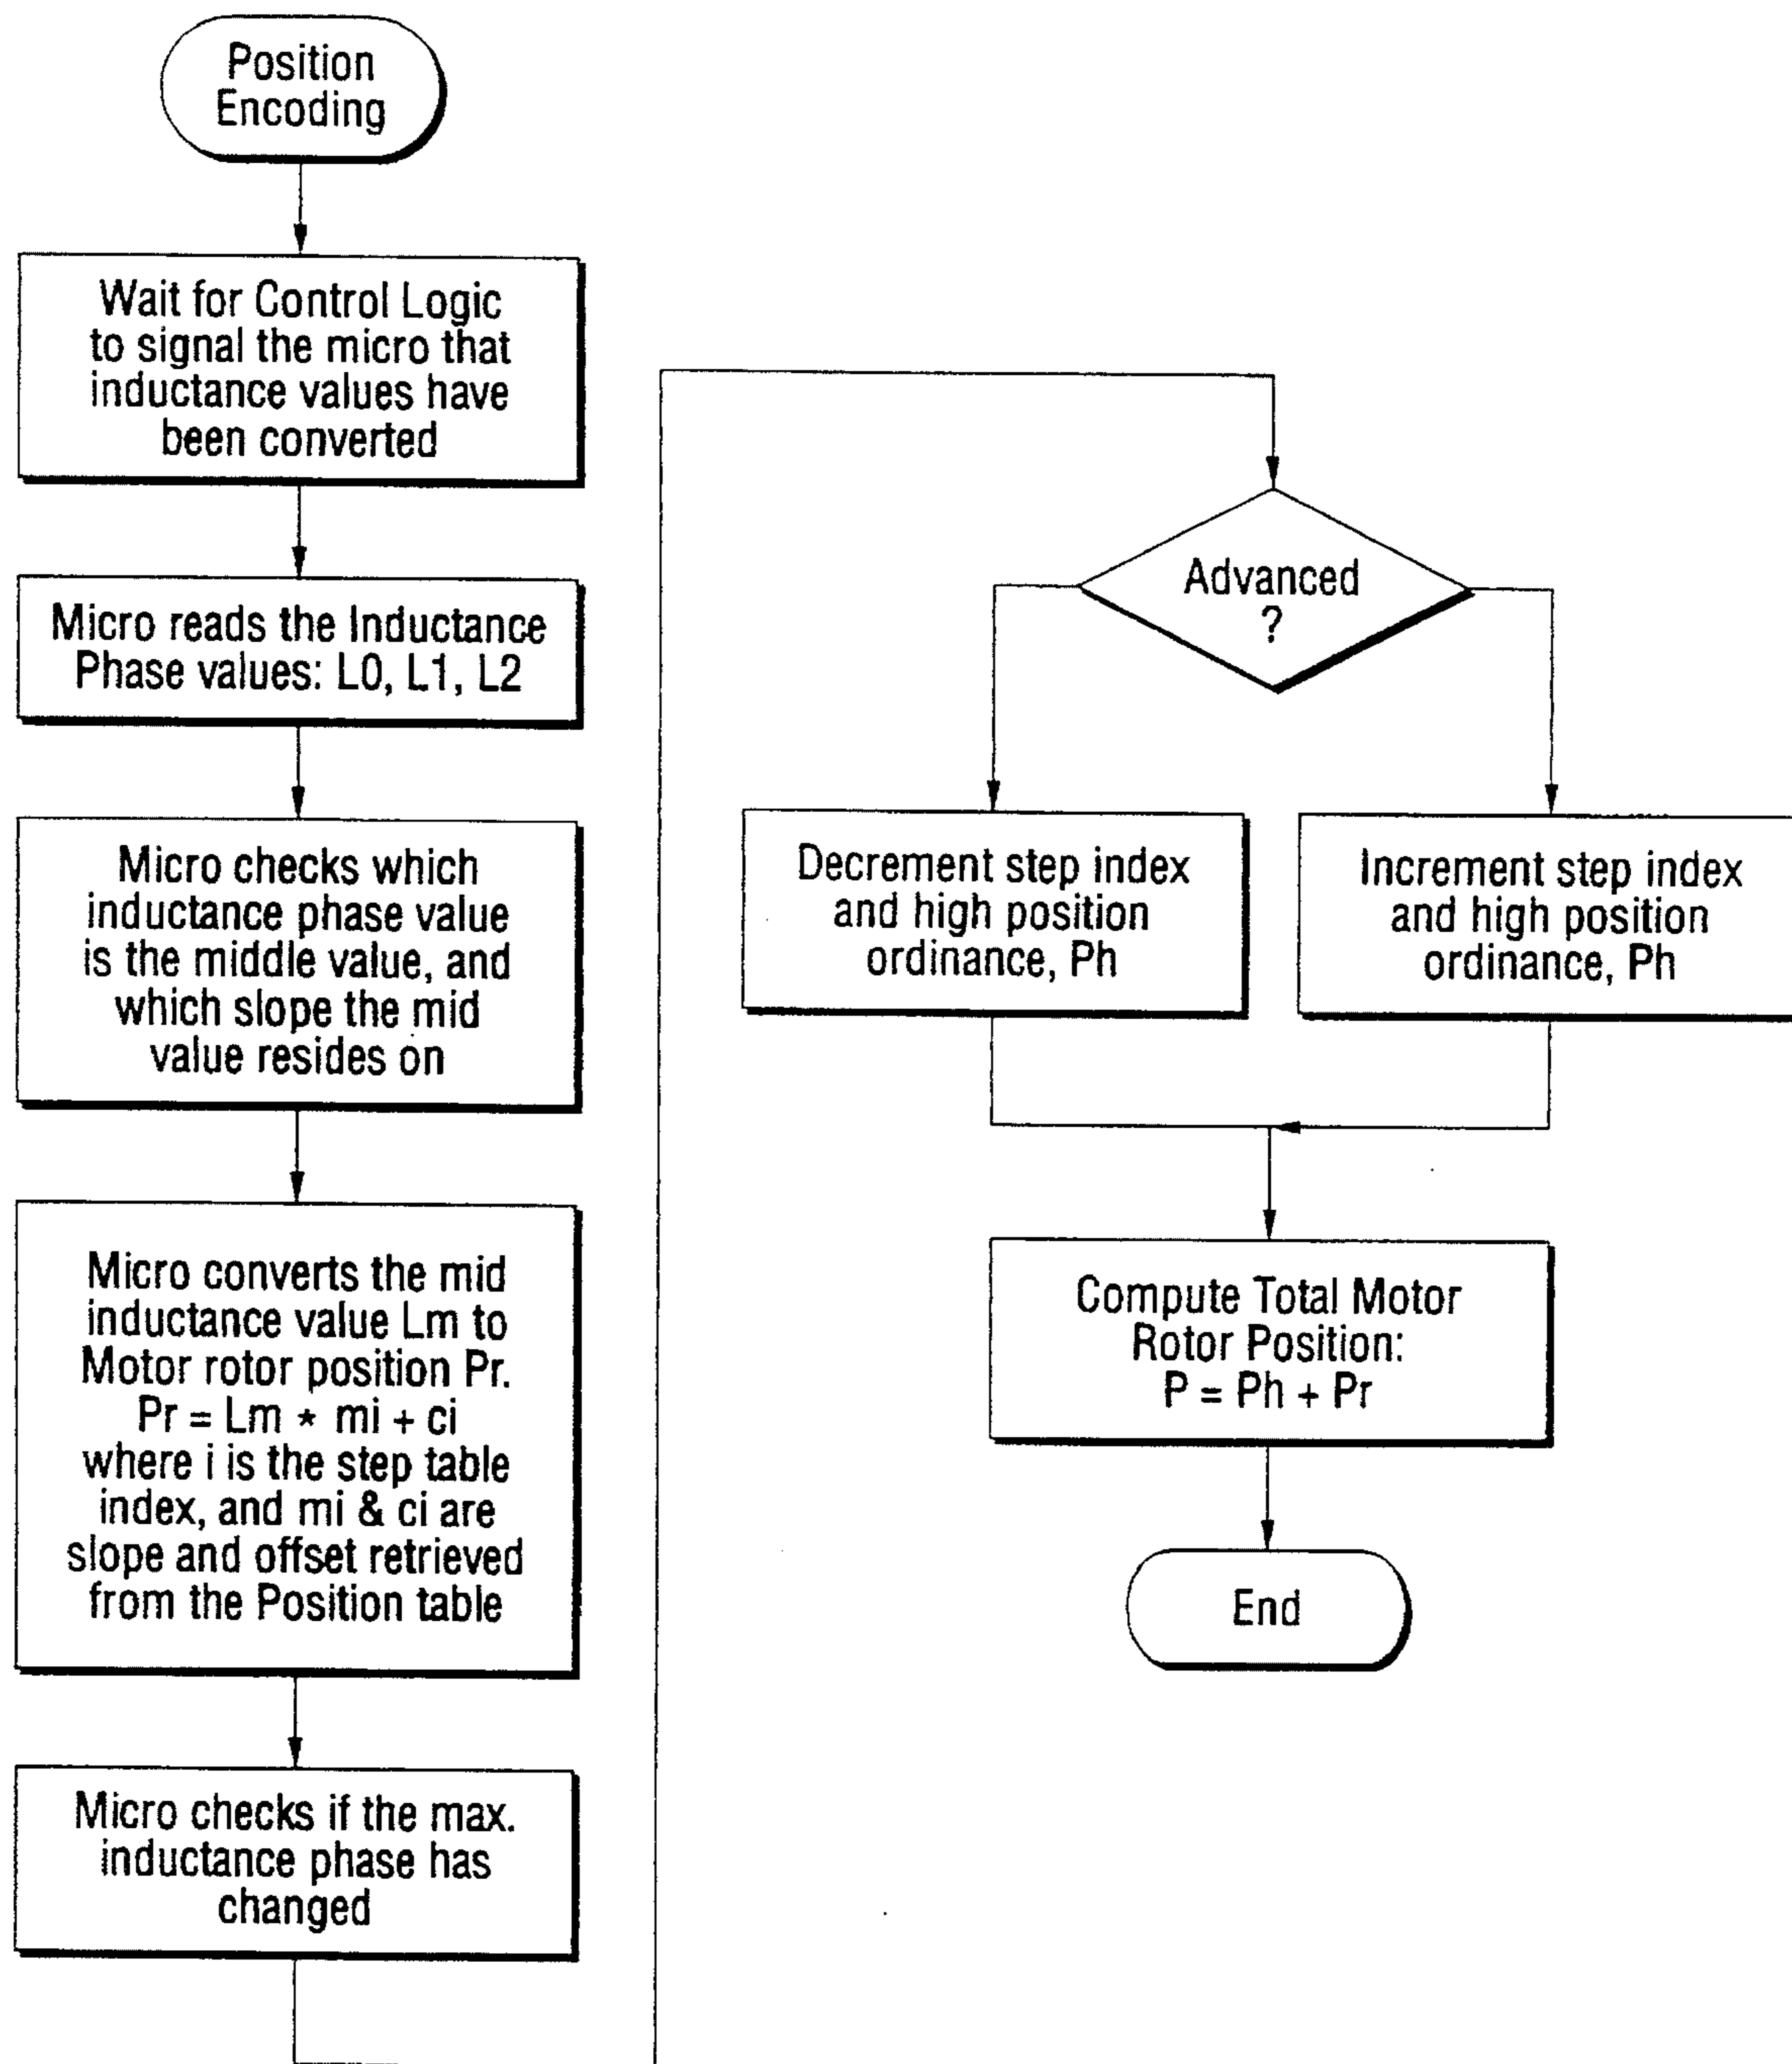 Position
Encoding
Wait for Control Logic
to signal the micro that
inductance values have
been converted
Micro reads the Inductance
Phase values: L0, L1, L2
Micro checks which
inductance phase value
is the middle value, and
which slope the mid
value resides on
Micro converts the mid
inductance value Lm to
Motor rotor position Pr.
Pr = Lm * mi + ci
where i is the step table
index, and mi & ci are
slope and offset retrieved
from the Position table
Micro checks if the max.
inductance phase has
changed
Advanced
?
Decrement step index
and high position
ordinance, Ph
Increment step index
and high position
ordinance, Ph
Compute Total Motor
Rotor Position:
P = Ph + Pr
End